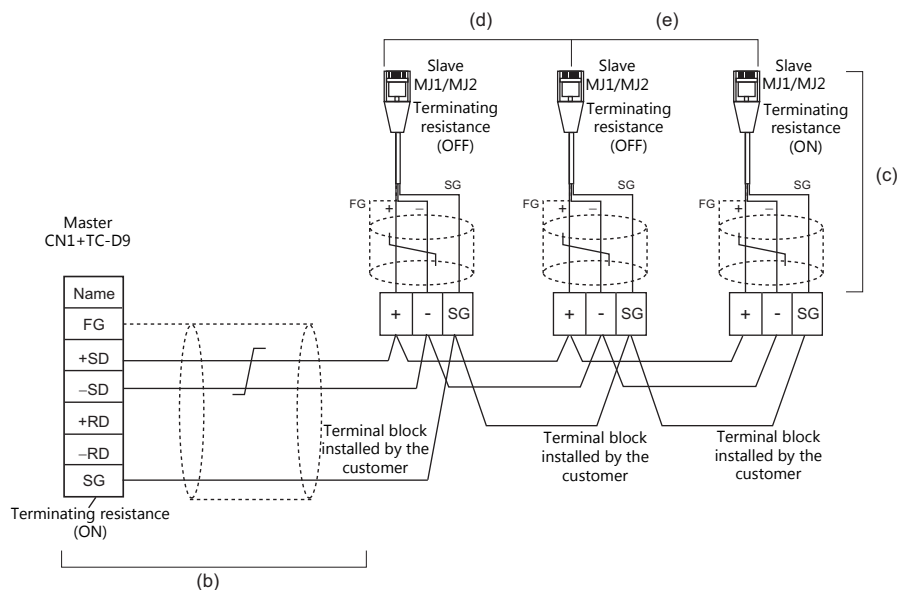 (d)
(e)
Slave
MJ1/MJ2
Terminating
resistance
(OFF)
Slave
MJ1/MJ2
Terminating
resistance
(OFF)
Slave
MJ1/MJ2
Terminating
resistance
(ON)
(c)
SG
FG
+
−
SG
FG
+
−
SG
FG
+
−
Master
CN1+TC-D9
Name
FG
+SD
−SD
+RD
−RD
SG
Terminating resistance
(ON)
+ - SG
+ - SG
+ - SG
Terminal block
installed by the
customer
Terminal block
installed by the
customer
Terminal block
installed by the
customer
(b)